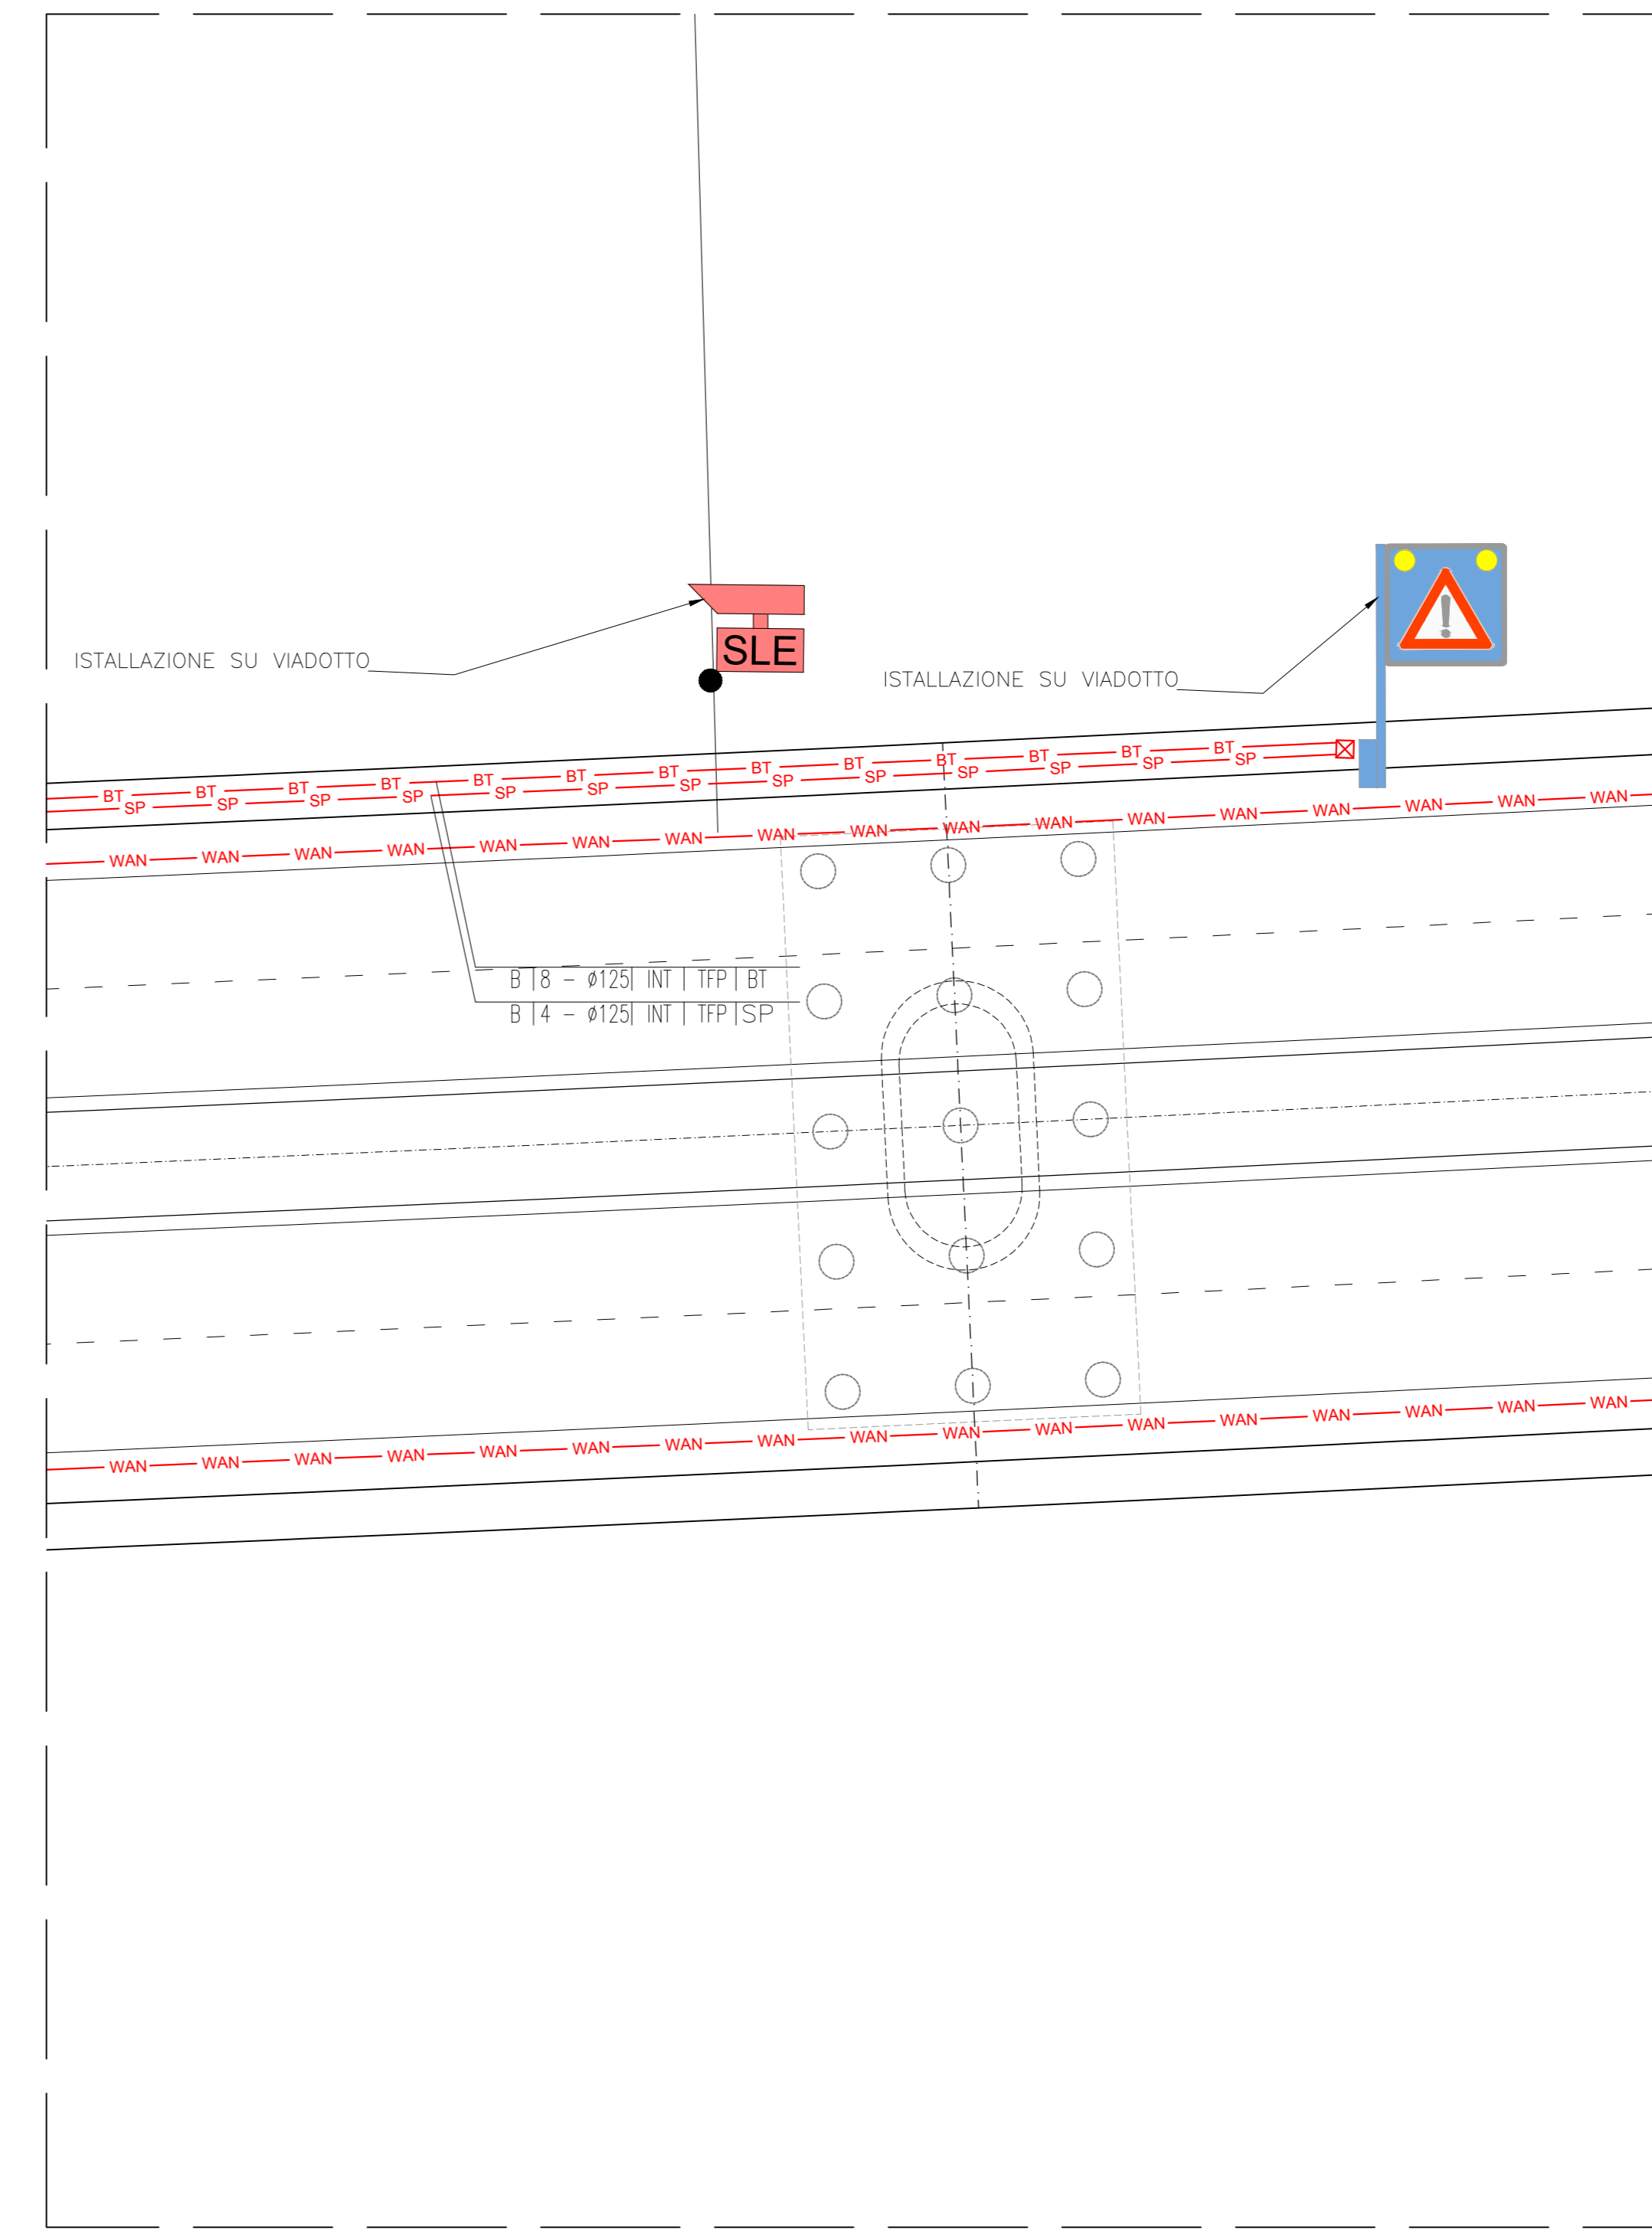 SLE
ISTALLAZIONE SU VIADOTTO
ISTALLAZIONE SU VIADOTTO
BT BT BT BT BT BT BT BT BT BT BT BT BT
SP SP SP SP SP SP SP SP SP SP SP SP SP
WAN WAN WAN WAN WAN WAN WAN WAN WAN WAN WAN WAN WAN WAN WAN WAN WAN
B | 8 - ø125| INT | TFP | BT
B | 4 - ø125| INT | TFP | SP
WAN WAN WAN WAN WAN WAN WAN WAN WAN WAN WAN WAN WAN WAN WAN WAN WAN